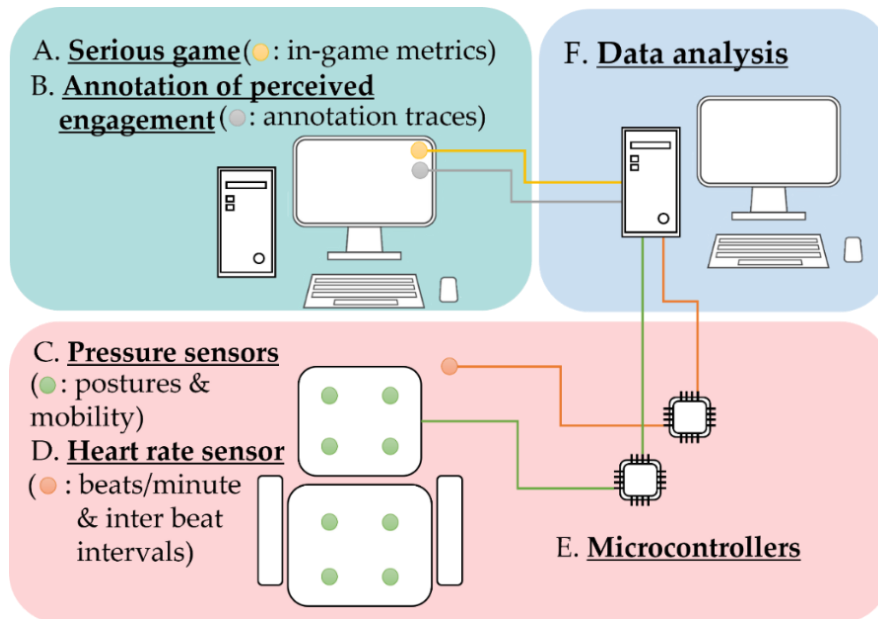 A. Serious game(: in-game metrics)
B. Annotation of perceived
engagement(: annotation traces)
F. Data analysis
C. Pressure sensors
(: postures &
mobility)
D. Heart rate sensor
(: beats/minute
& inter beat
intervals)
E. Microcontrollers